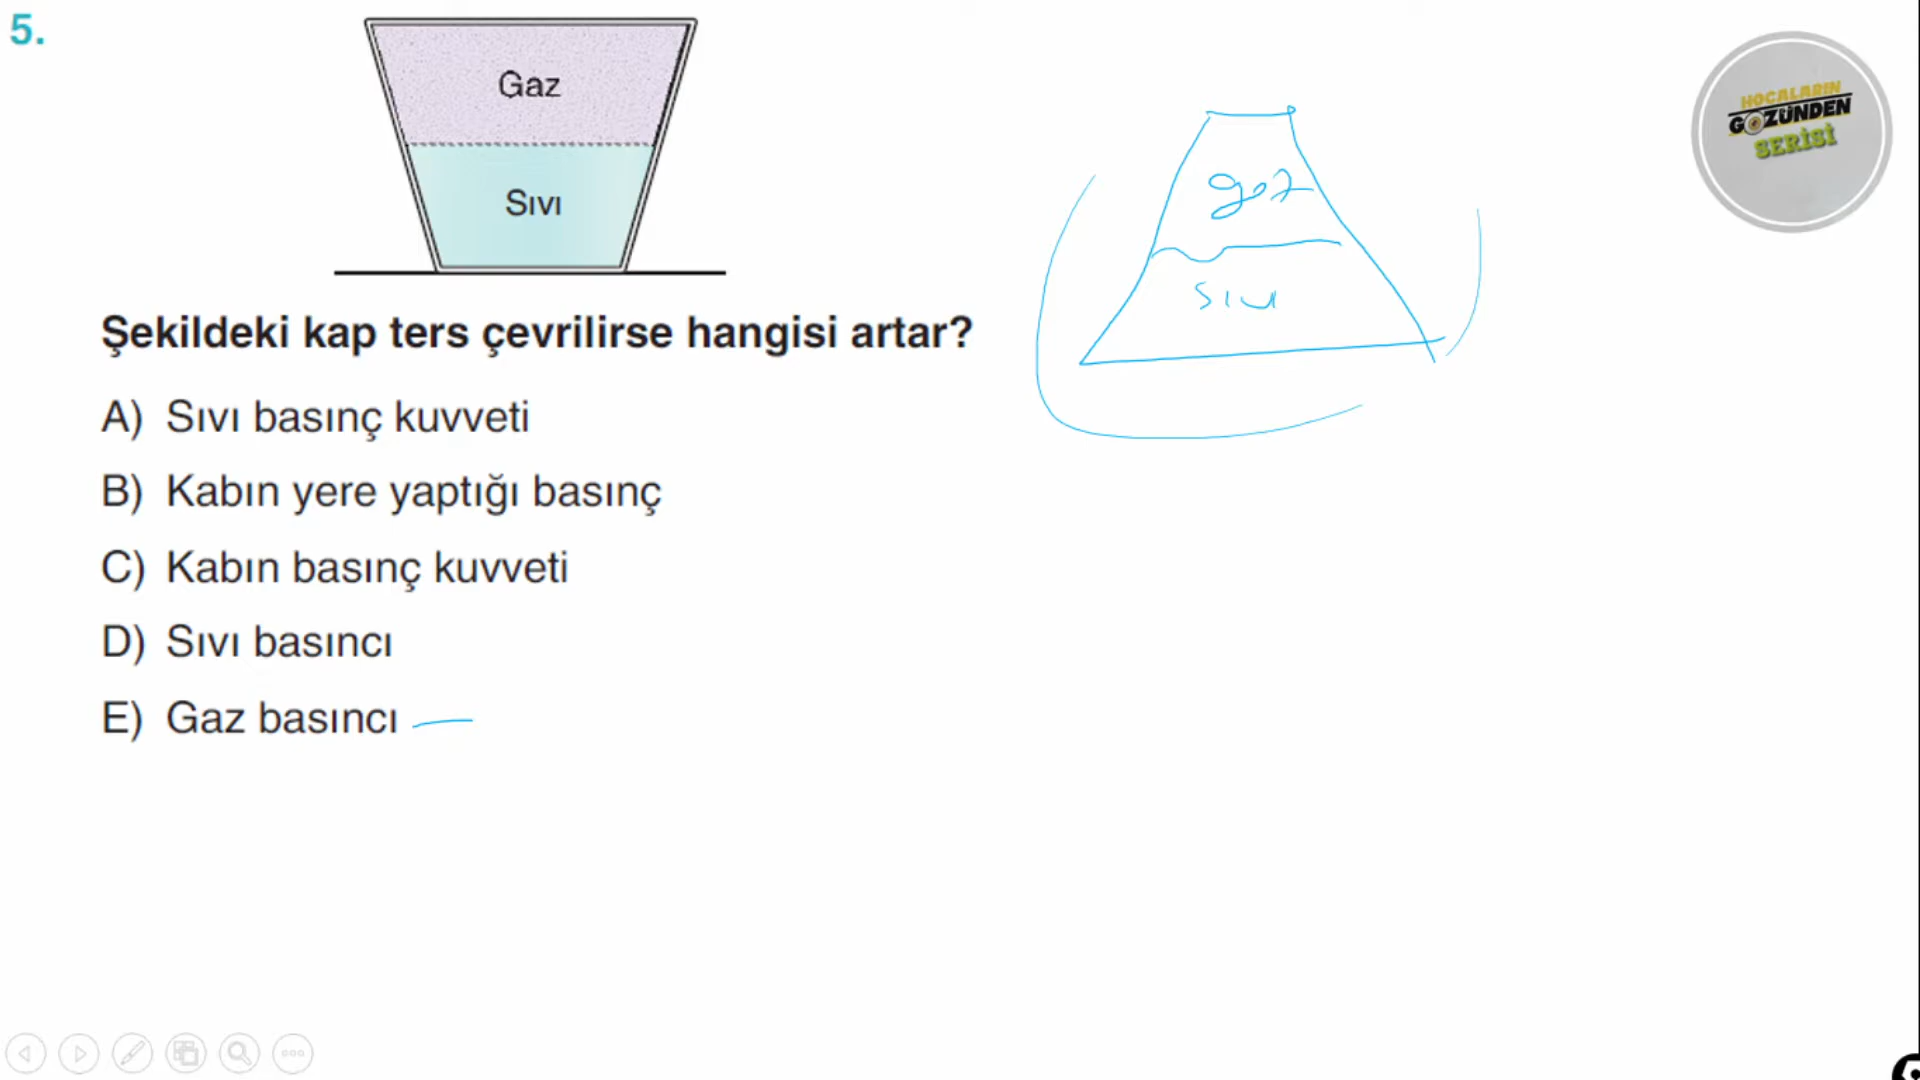 5.
Gaz
Sıvı
HOCALARIN
GÖZÜNDEN
SERİSİ
gaz
sıvı
Şekildeki kap ters çevrilirse hangisi artar?
A) Sıvı basınç kuvveti
B) Kabın yere yaptığı basınç
C) Kabın basınç kuvveti
D) Sıvı basıncı
E) Gaz basıncı